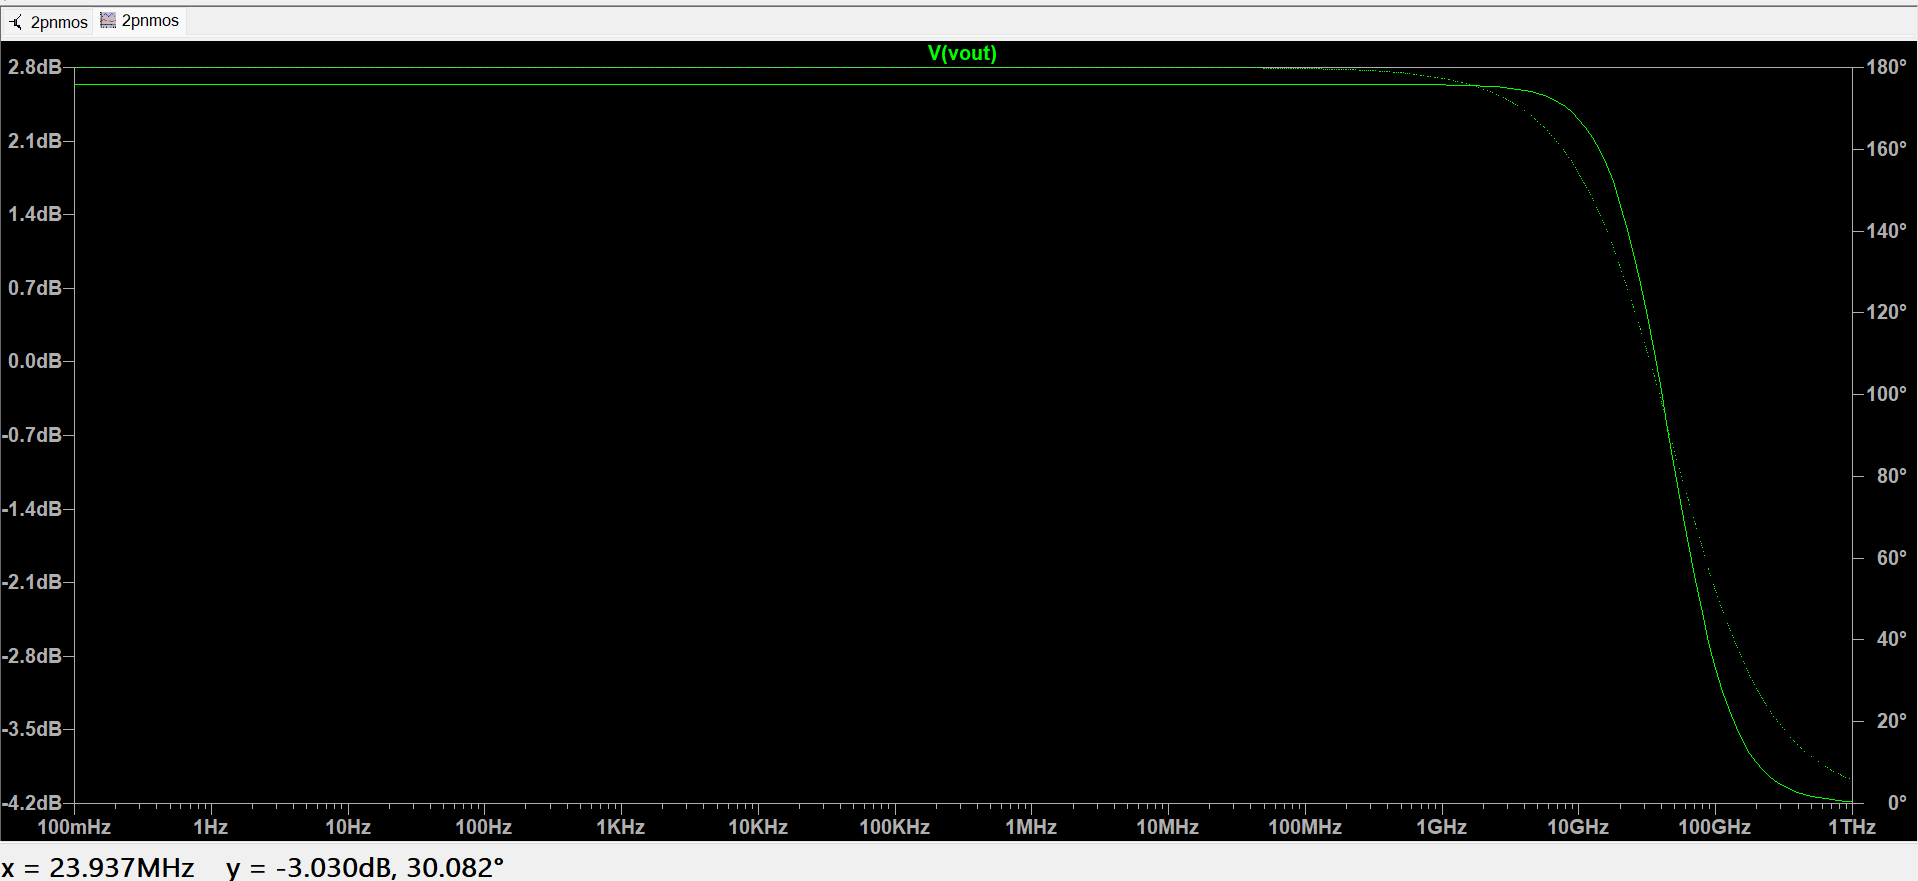 2pnmos 2pnmos
V(vout)
2.8dB 180°
2.1dB 160°
1.4dB 140°
0.7dB 120°
0.0dB 100°
-0.7dB 80°
-1.4dB 60°
-2.1dB 40°
-2.8dB 20°
-3.5dB 0°
-4.2dB
100mHz 1Hz 10Hz 100Hz 1KHz 10KHz 100KHz 1MHz 10MHz 100MHz 1GHz 10GHz 100GHz 1THz
x = 23.937MHz y = -3.030dB, 30.082°